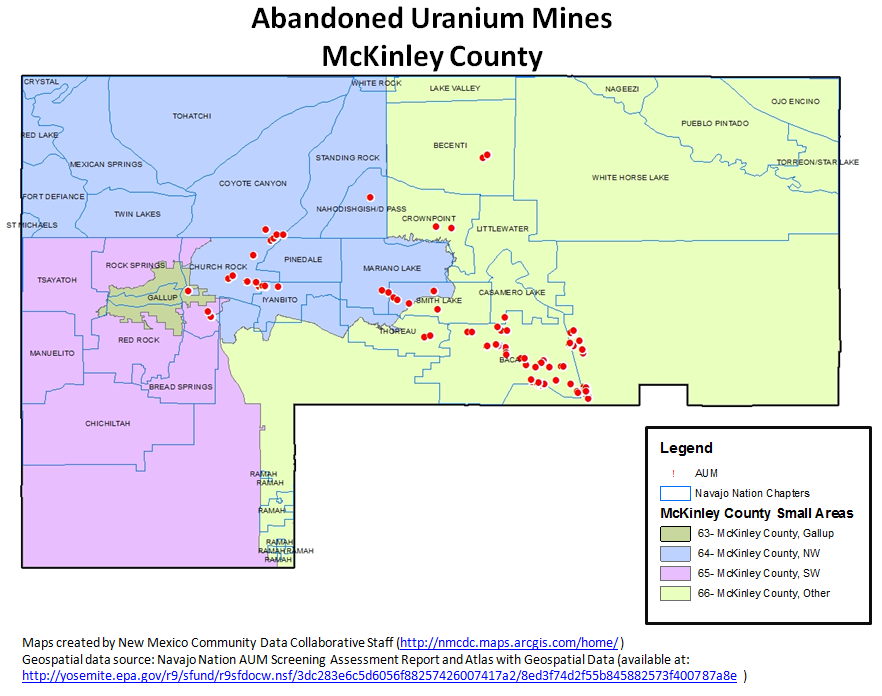 Abandoned Uranium Mines
McKinley County
CRYSTAL
WHITE ROCK
LAKE VALLEY
NAGEEZI
OJO ENCINO
TOHATCHI
PUEBLO PINTADO
RED LAKE
BECENTI
STANDING ROCK
MEXICAN SPRINGS
TORREON/STAR LAKE
WHITE HORSE LAKE
COYOTE CANYON
FORT DEFIANCE
TWIN LAKES
NAHODISHGISH/D PASS
CROWNPOINT
ST MICHAELS
LITTLEWATER
PINEDALE
ROCK SPRINGS
CHURCH ROCK
MARIANO LAKE
TSAYATOH
CASAMERO LAKE
GALLUP
IYANBITO
SMITH LAKE
THOREAU
RED ROCK
MANUELITO
BACA
BREAD SPRINGS
CHICHILTAH
RAMAH
RAMAH
RAMAH
RAMAH
RAMAH
RAMAH
RAMAH
Legend
! AUM
Navajo Nation Chapters
McKinley County Small Areas
63- McKinley County, Gallup
64- McKinley County, NW
65- McKinley County, SW
66- McKinley County, Other
Maps created by New Mexico Community Data Collaborative Staff (http://nmcdc.maps.arcgis.com/home/ )
Geospatial data source: Navajo Nation AUM Screening Assessment Report and Atlas with Geospatial Data (available at:
http://yosemite.epa.gov/r9/sfund/r9sfdocw.nsf/3dc283e6c5d6056f88257426007417a2/8ed3f74d2f55b845882573f400787a8e )